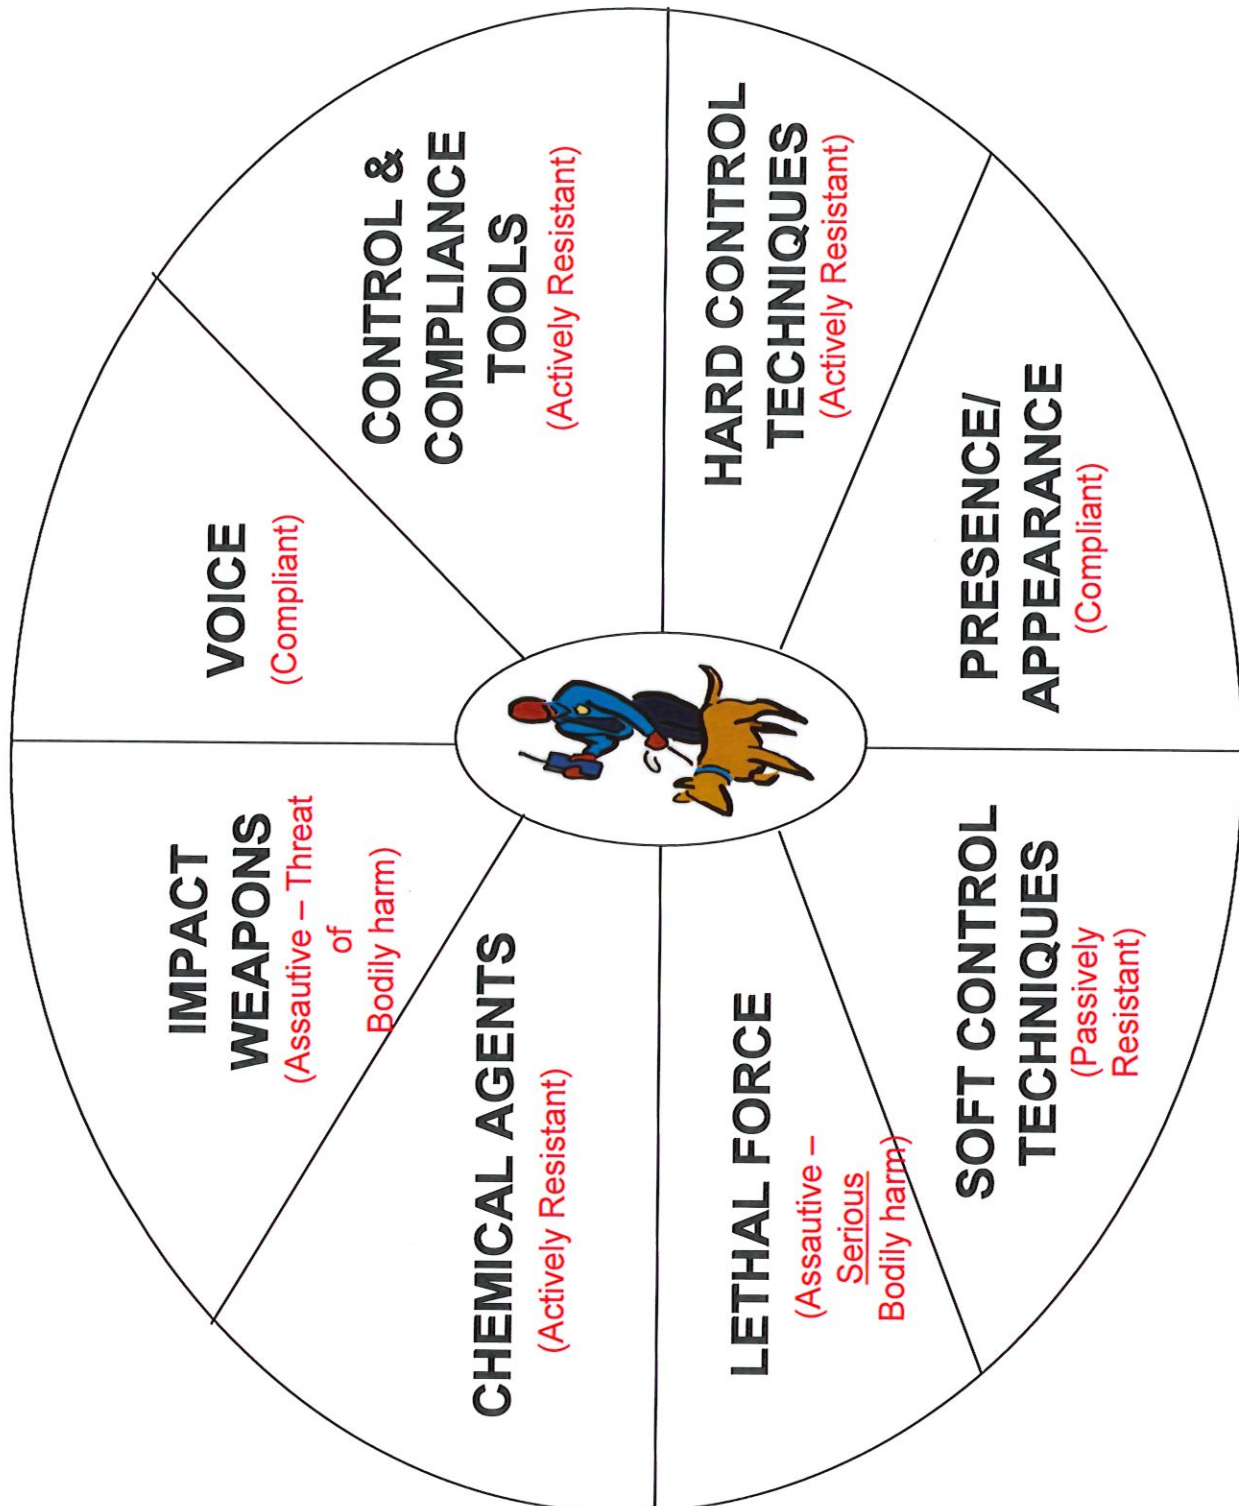 IMPACT
WEAPONS
(Assautive – Threat
of
Bodily harm)
VOICE
(Compliant)
CONTROL &
COMPLIANCE
TOOLS
(Actively Resistant)
CHEMICAL AGENTS
(Actively Resistant)
HARD CONTROL
TECHNIQUES
(Actively Resistant)
LETHAL FORCE
(Assautive –
Serious
Bodily harm)
PRESENCE/
APPEARANCE
(Compliant)
SOFT CONTROL
TECHNIQUES
(Passively
Resistant)